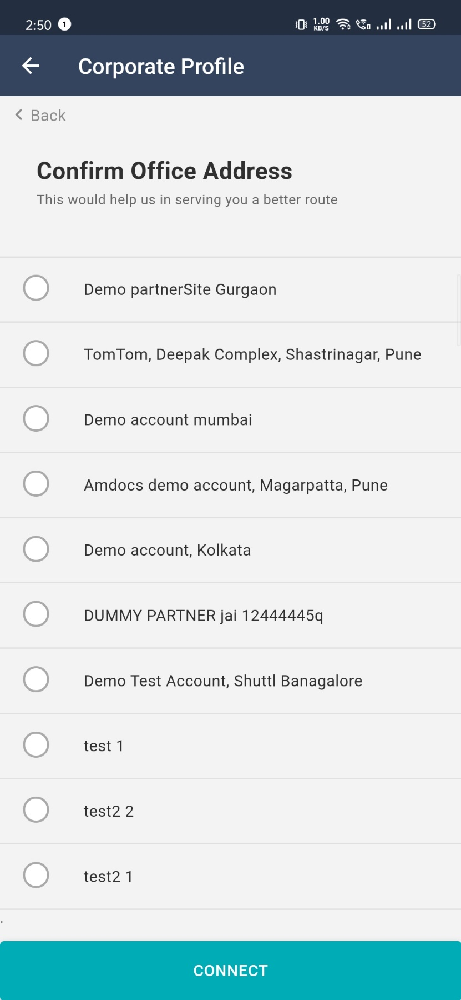 2:50 1 1.00 KB/S 52
Corporate Profile
Back
Confirm Office Address
This would help us in serving you a better route
Demo partnerSite Gurgaon
TomTom, Deepak Complex, Shastrinagar, Pune
Demo account mumbai
Amdocs demo account, Magarpatta, Pune
Demo account, Kolkata
DUMMY PARTNER jai 12444445q
Demo Test Account, Shuttl Banagalore
test 1
test2 2
test2 1
.
CONNECT